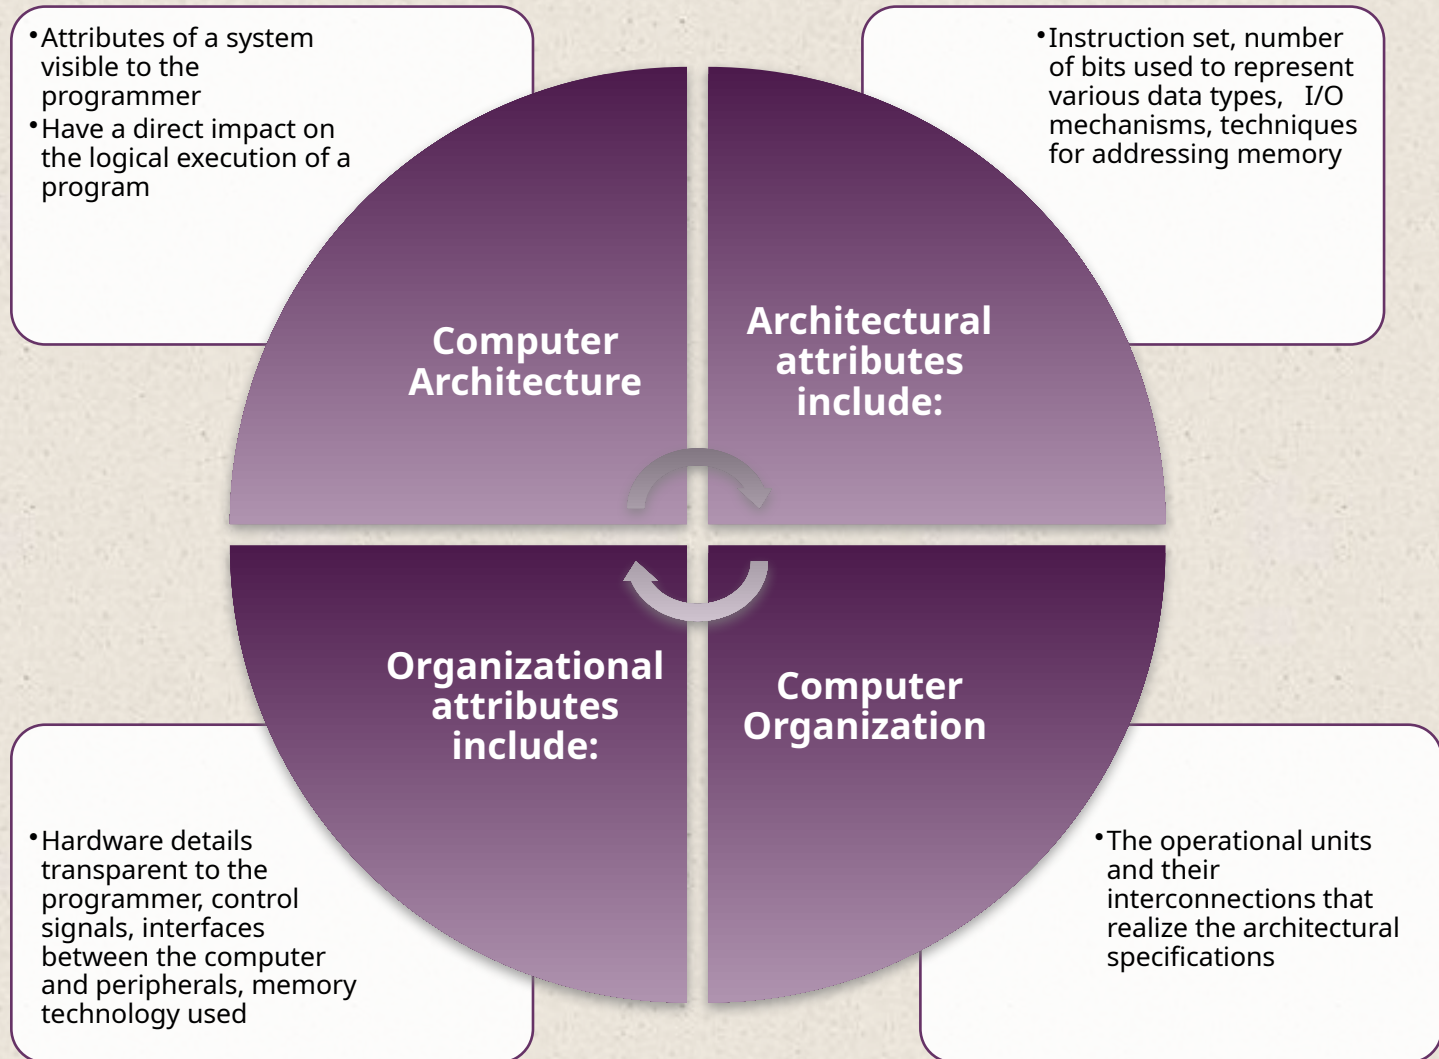 •Attributes of a system
visible to the
programmer
•Have a direct impact on
the logical execution of a
program
Computer
Architecture
•Instruction set, number
of bits used to represent
various data types,   I/O
mechanisms, techniques
for addressing memory
Architectural
attributes
include:
Organizational
attributes
include:
•Hardware details
transparent to the
programmer, control
signals, interfaces
between the computer
and peripherals, memory
technology used
Computer
Organization
•The operational units
and their
interconnections that
realize the architectural
specifications